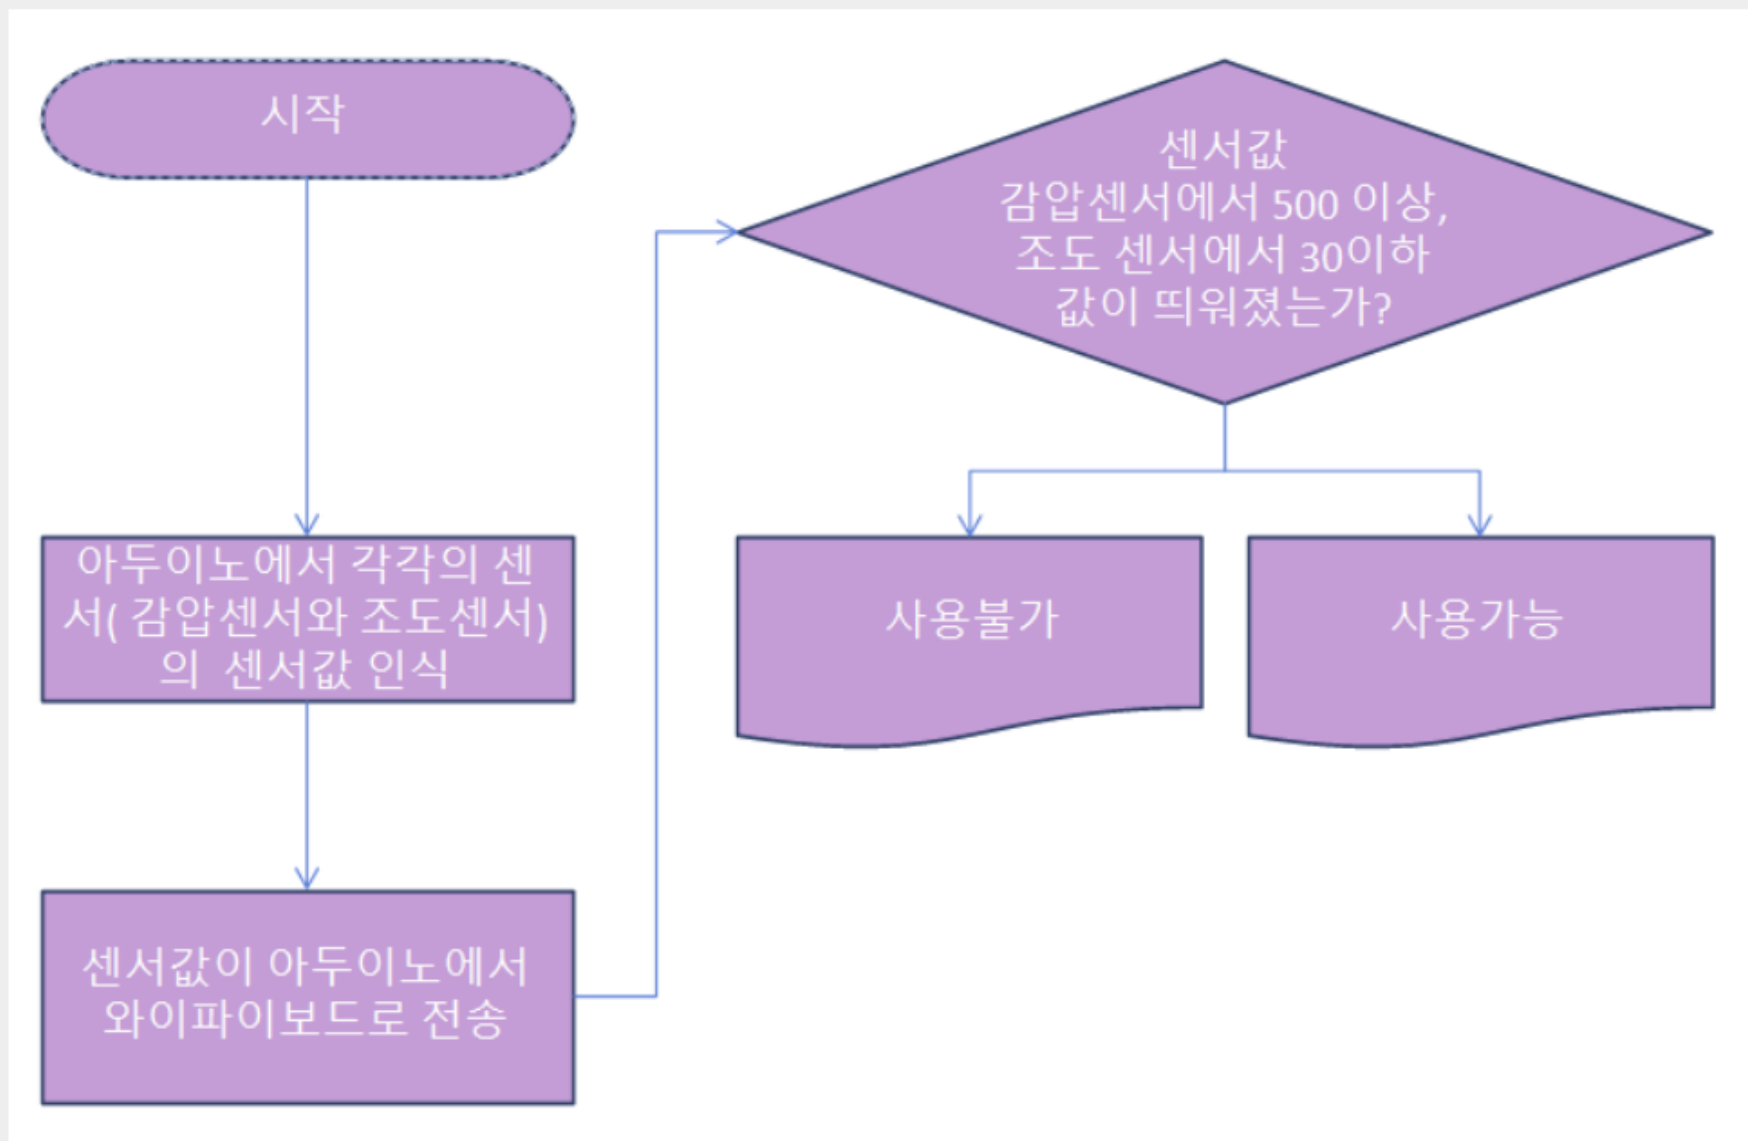 시작
아두이노에서 각각의 센
서( 감압센서와 조도센서)
의 센서값 인식
센서값이 아두이노에서
와이파이보드로 전송
센서값
감압센서에서 500 이상,
조도 센서에서 30이하
값이 띄워졌는가?
사용불가
사용가능